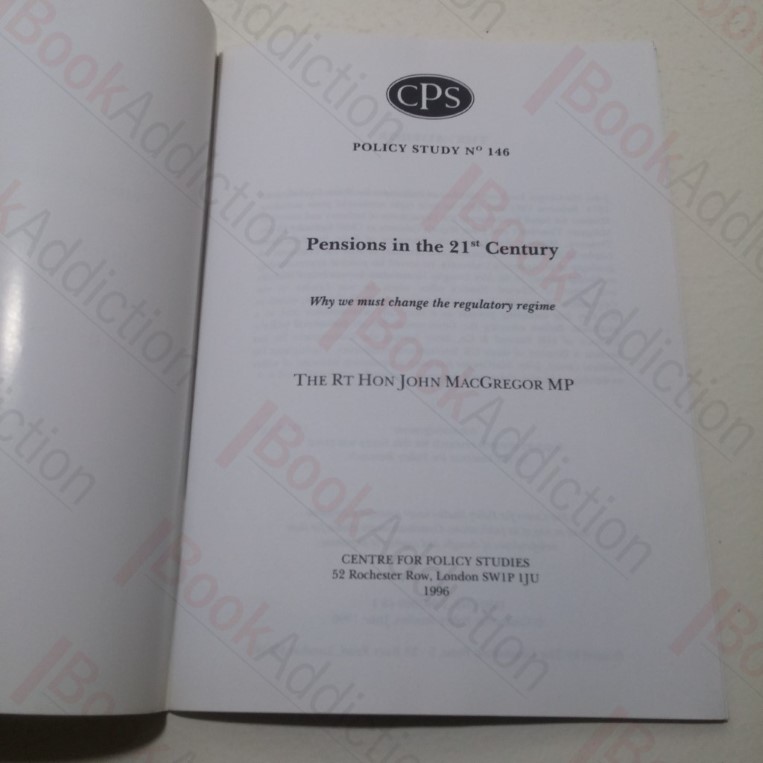 CPS
POLICY STUDY Nº 146
Pensions in the 21st Century
Why we must change the regulatory regime
THE RT HON JOHN MACGREGOR MP
CENTRE FOR POLICY STUDIES
52 Rochester Row, London SW1P 1JU
1996
BookAddiction